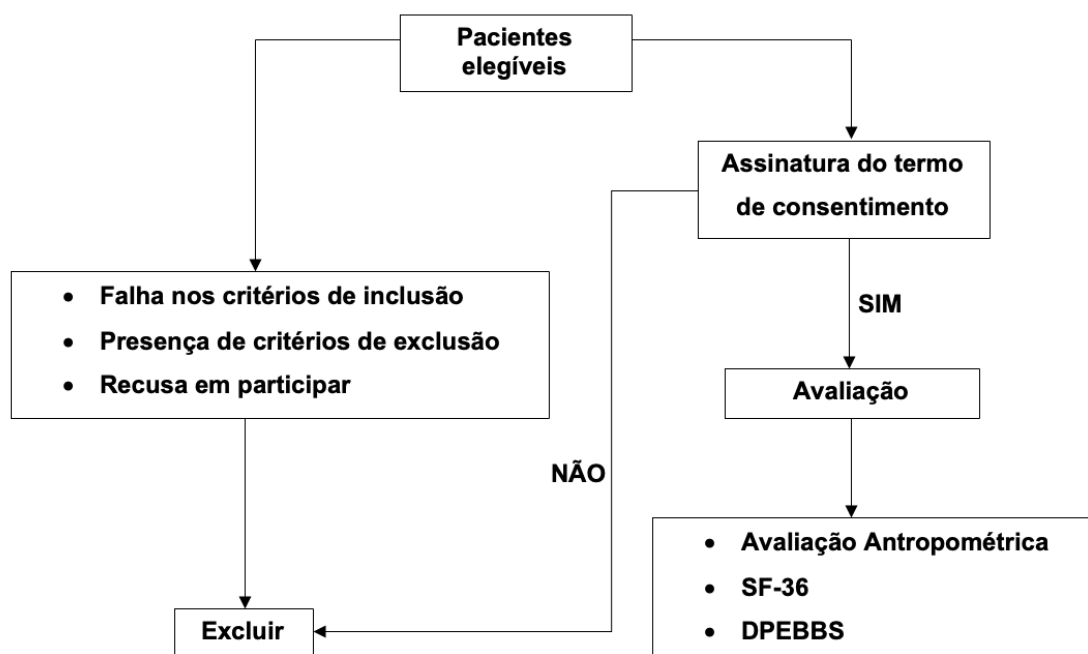 Pacientes
elegíveis
Assinatura do termo
de consentimento
• Falha nos critérios de inclusão
• Presença de critérios de exclusão
• Recusa em participar
SIM
Avaliação
NÃO
• Avaliação Antropométrica
• SF-36
• DPEBBS
Excluir